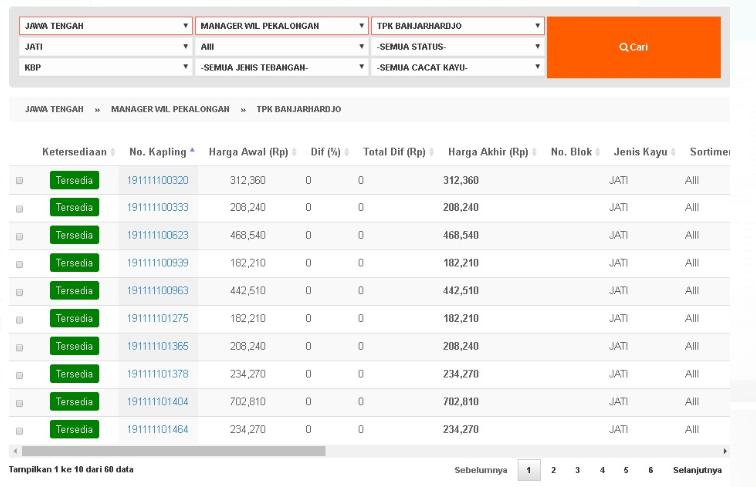 JAWA TENGAH MANAGER WIL PEKALONGAN TPK BANJARHARDJO
JATI AIII -SEMUA STATUS-
Cari
KBP -SEMUA JENIS TEBANGAN- -SEMUA CACAT KAYU-
JAWA TENGAH » MANAGER WIL PEKALONGAN » TPK BANJARHARDJO
Ketersediaan No. Kapling Harga Awal (Rp) Dif (%) Total Dif (Rp) Harga Akhir (Rp) No. Blok Jenis Kayu Sortimen
Tersedia 191111100320 312,360 0 0 312,360 JATI AIII
Tersedia 191111100333 208,240 0 0 208,240 JATI AIII
Tersedia 191111100623 468,540 0 0 468,540 JATI AIII
Tersedia 191111100939 182,210 0 0 182,210 JATI AIII
Tersedia 191111100963 442,510 0 0 442,510 JATI AIII
Tersedia 191111101275 182,210 0 0 182,210 JATI AIII
Tersedia 191111101365 208,240 0 0 208,240 JATI AIII
Tersedia 191111101378 234,270 0 0 234,270 JATI AIII
Tersedia 191111101404 702,810 0 0 702,810 JATI AIII
Tersedia 191111101464 234,270 0 0 234,270 JATI AIII
Tampilkan 1 ke 10 dari 60 data Sebelumnya 1 2 3 4 5 6 Selanjutnya